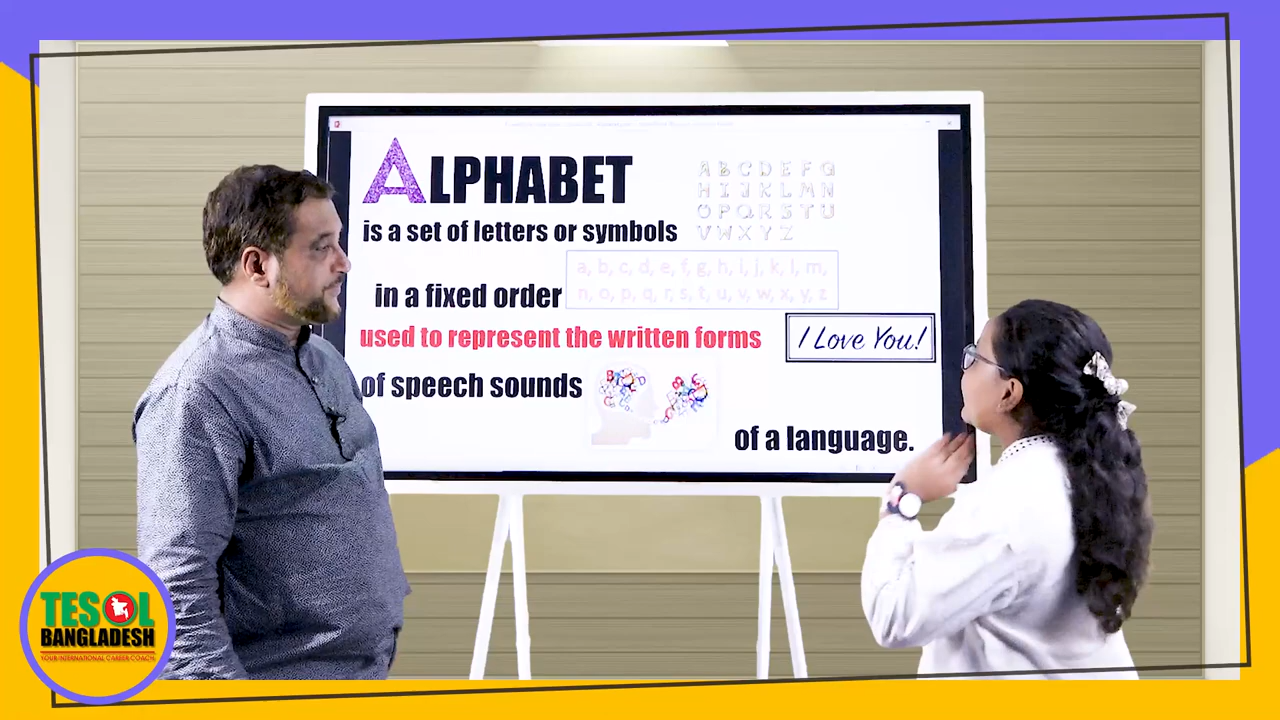 ALPHABET
A B C D E F G
H I J K L M N
O P Q R S T U
V W X Y Z
is a set of letters or symbols
a, b, c, d, e, f, g, h, i, j, k, l, m,
n, o, p, q, r, s, t, u, v, w, x, y, z
in a fixed order
used to represent the written forms
I Love You!
of speech sounds
of a language.
TESOL
BANGLADESH
YOUR INTERNATIONAL CAREER COACH